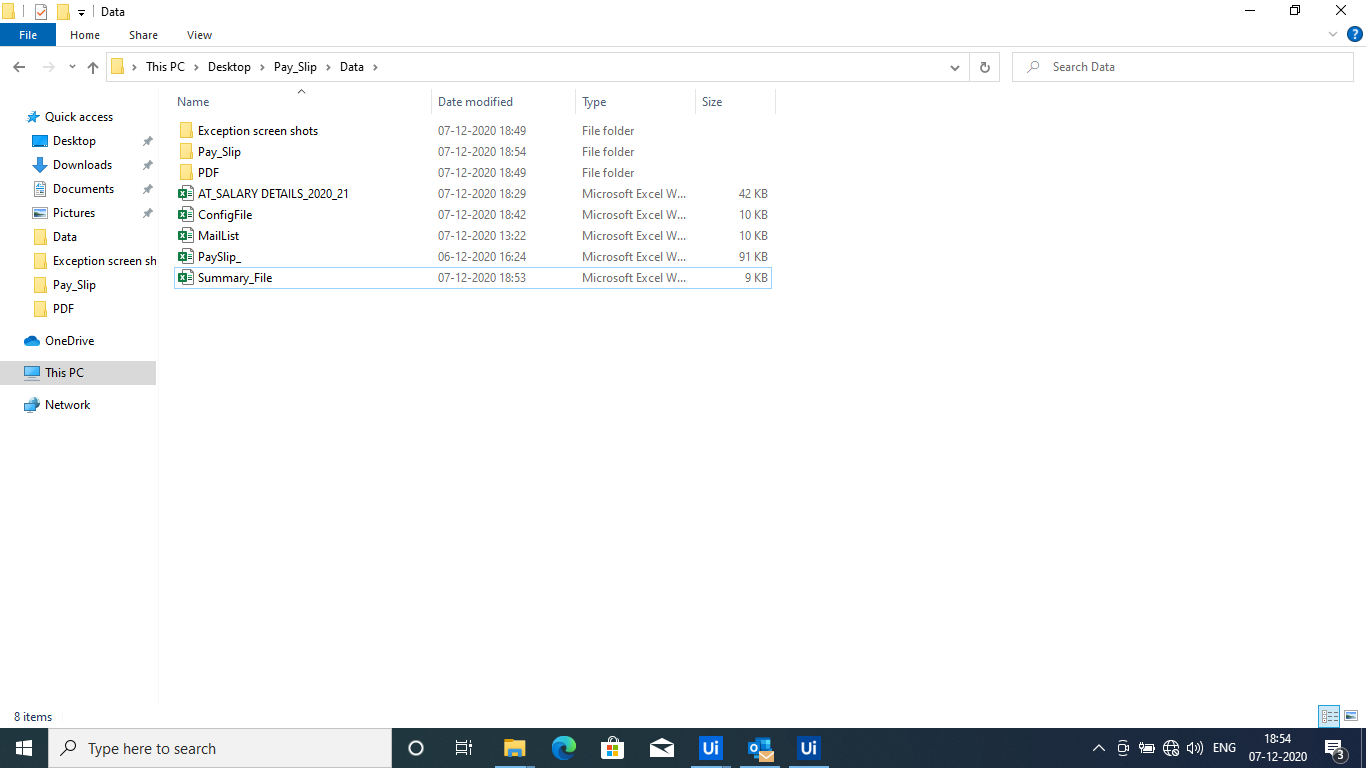 Data
File Home Share View
This PC Desktop Pay_Slip Data
Search Data
Name Date modified Type Size
Quick access
Desktop
Downloads
Documents
Pictures
Data
Exception screen sh
Pay_Slip
PDF
OneDrive
This PC
Network
Exception screen shots 07-12-2020 18:49 File folder
Pay_Slip 07-12-2020 18:54 File folder
PDF 07-12-2020 18:49 File folder
AT_SALARY DETAILS_2020_21 07-12-2020 18:29 Microsoft Excel W... 42 KB
ConfigFile 07-12-2020 18:42 Microsoft Excel W... 10 KB
MailList 07-12-2020 13:22 Microsoft Excel W... 10 KB
PaySlip_ 06-12-2020 16:24 Microsoft Excel W... 91 KB
Summary_File 07-12-2020 18:53 Microsoft Excel W... 9 KB
8 items
Type here to search
Ui
Ui
ENG
18:54
07-12-2020
3